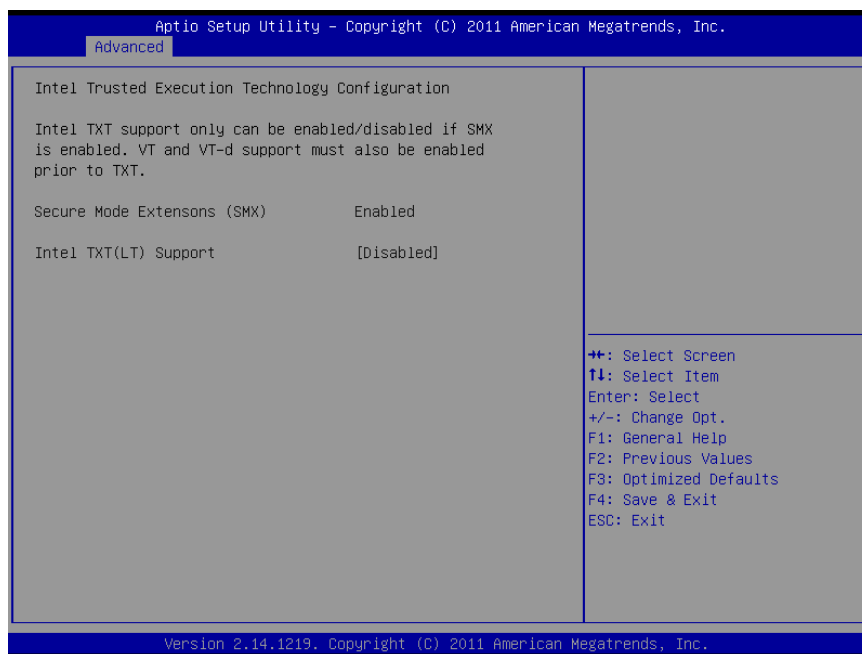 Aptio Setup Utility – Copyright (C) 2011 American Megatrends, Inc.
Advanced
Intel Trusted Execution Technology Configuration
Intel TXT support only can be enabled/disabled if SMX
is enabled. VT and VT-d support must also be enabled
prior to TXT.
Secure Mode Extensons (SMX) Enabled
Intel TXT(LT) Support [Disabled]
→←: Select Screen
↑↓: Select Item
Enter: Select
+/-: Change Opt.
F1: General Help
F2: Previous Values
F3: Optimized Defaults
F4: Save & Exit
ESC: Exit
Version 2.14.1219. Copyright (C) 2011 American Megatrends, Inc.